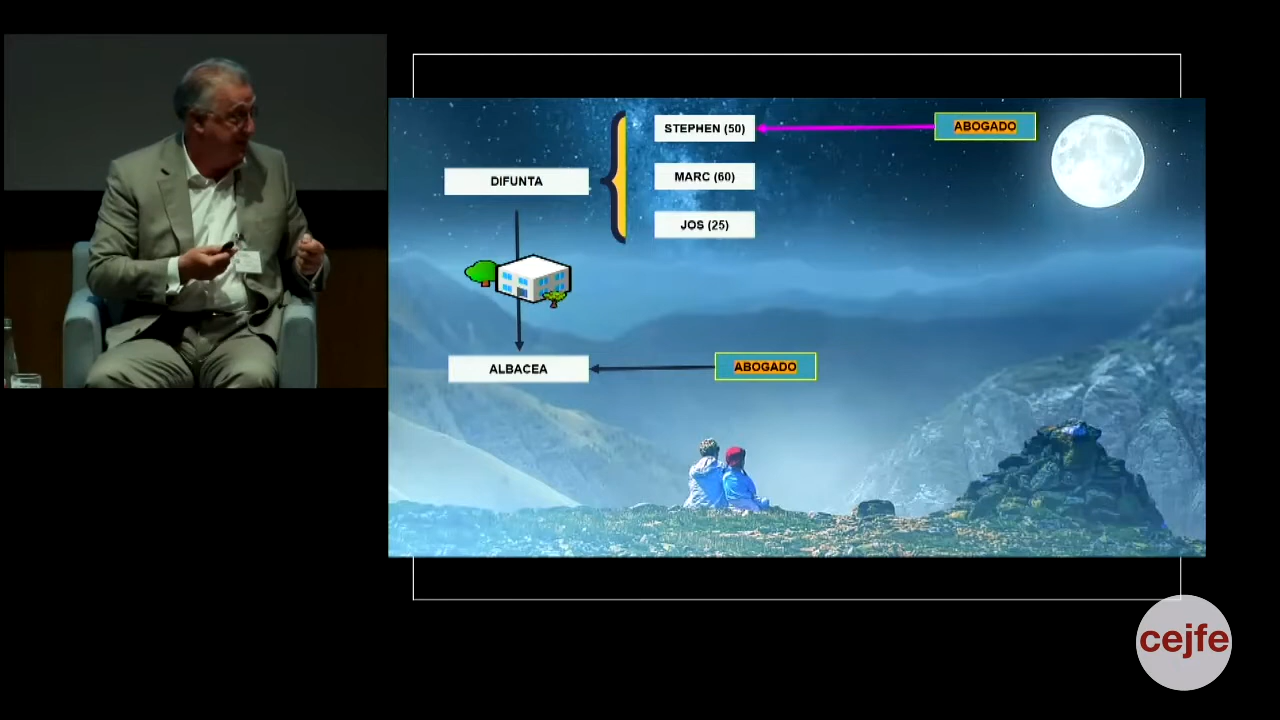 STEPHEN (50)
ABOGADO
DIFUNTA
MARC (60)
JOS (25)
ALBACEA
ABOGADO
cejfe